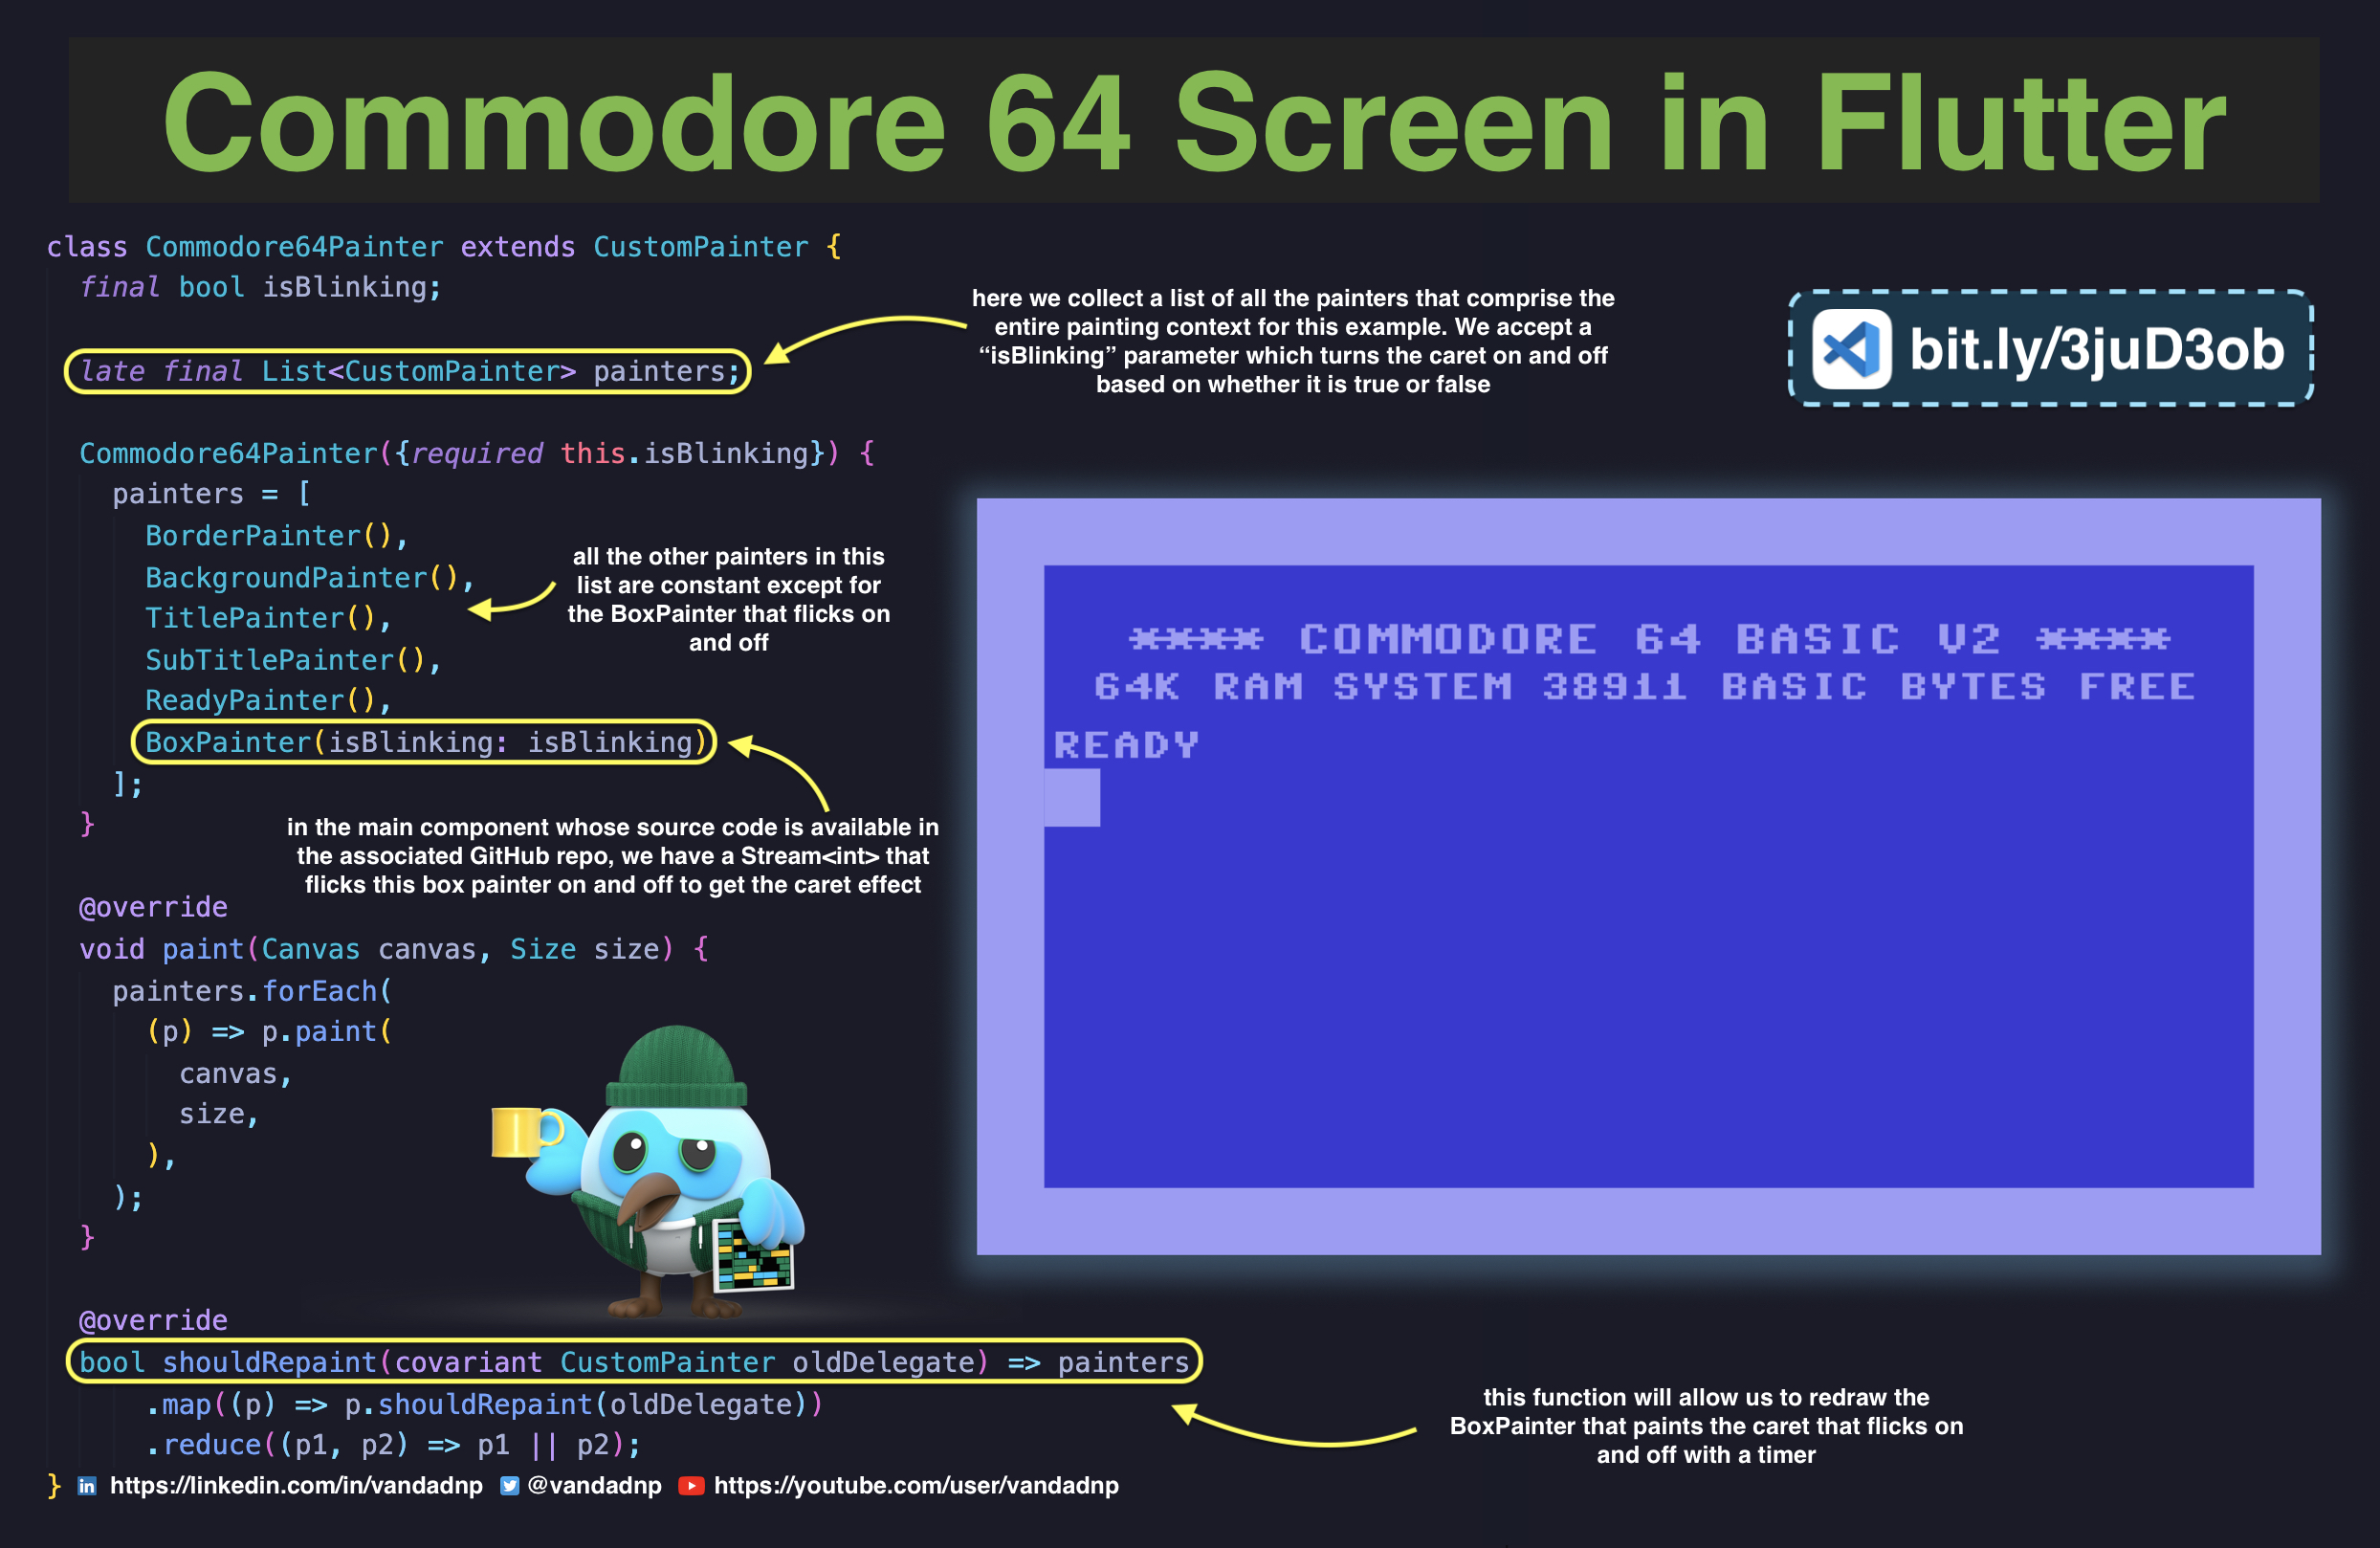 Commodore 64 Screen in Flutter
class Commodore64Painter extends CustomPainter {
final bool isBlinking;
late final List<CustomPainter> painters;
here we collect a list of all the painters that comprise the
entire painting context for this example. We accept a
“isBlinking” parameter which turns the caret on and off
based on whether it is true or false
bit.ly/3juD3ob
Commodore64Painter({required this.isBlinking}) {
painters = [
BorderPainter(),
BackgroundPainter(),
TitlePainter(),
SubTitlePainter(),
ReadyPainter(),
BoxPainter(isBlinking: isBlinking)
];
}
all the other painters in this
list are constant except for
the BoxPainter that flicks on
and off
in the main component whose source code is available in
the associated GitHub repo, we have a Stream<int> that
flicks this box painter on and off to get the caret effect
**** COMMODORE 64 BASIC V2 ****
64K RAM SYSTEM 38911 BASIC BYTES FREE
READY
@override
void paint(Canvas canvas, Size size) {
painters.forEach(
(p) => p.paint(
canvas,
size,
),
);
}
@override
bool shouldRepaint(covariant CustomPainter oldDelegate) => painters
.map((p) => p.shouldRepaint(oldDelegate))
.reduce((p1, p2) => p1 || p2);
}
this function will allow us to redraw the
BoxPainter that paints the caret that flicks on
and off with a timer
in https://linkedin.com/in/vandadnp @vandadnp https://youtube.com/user/vandadnp